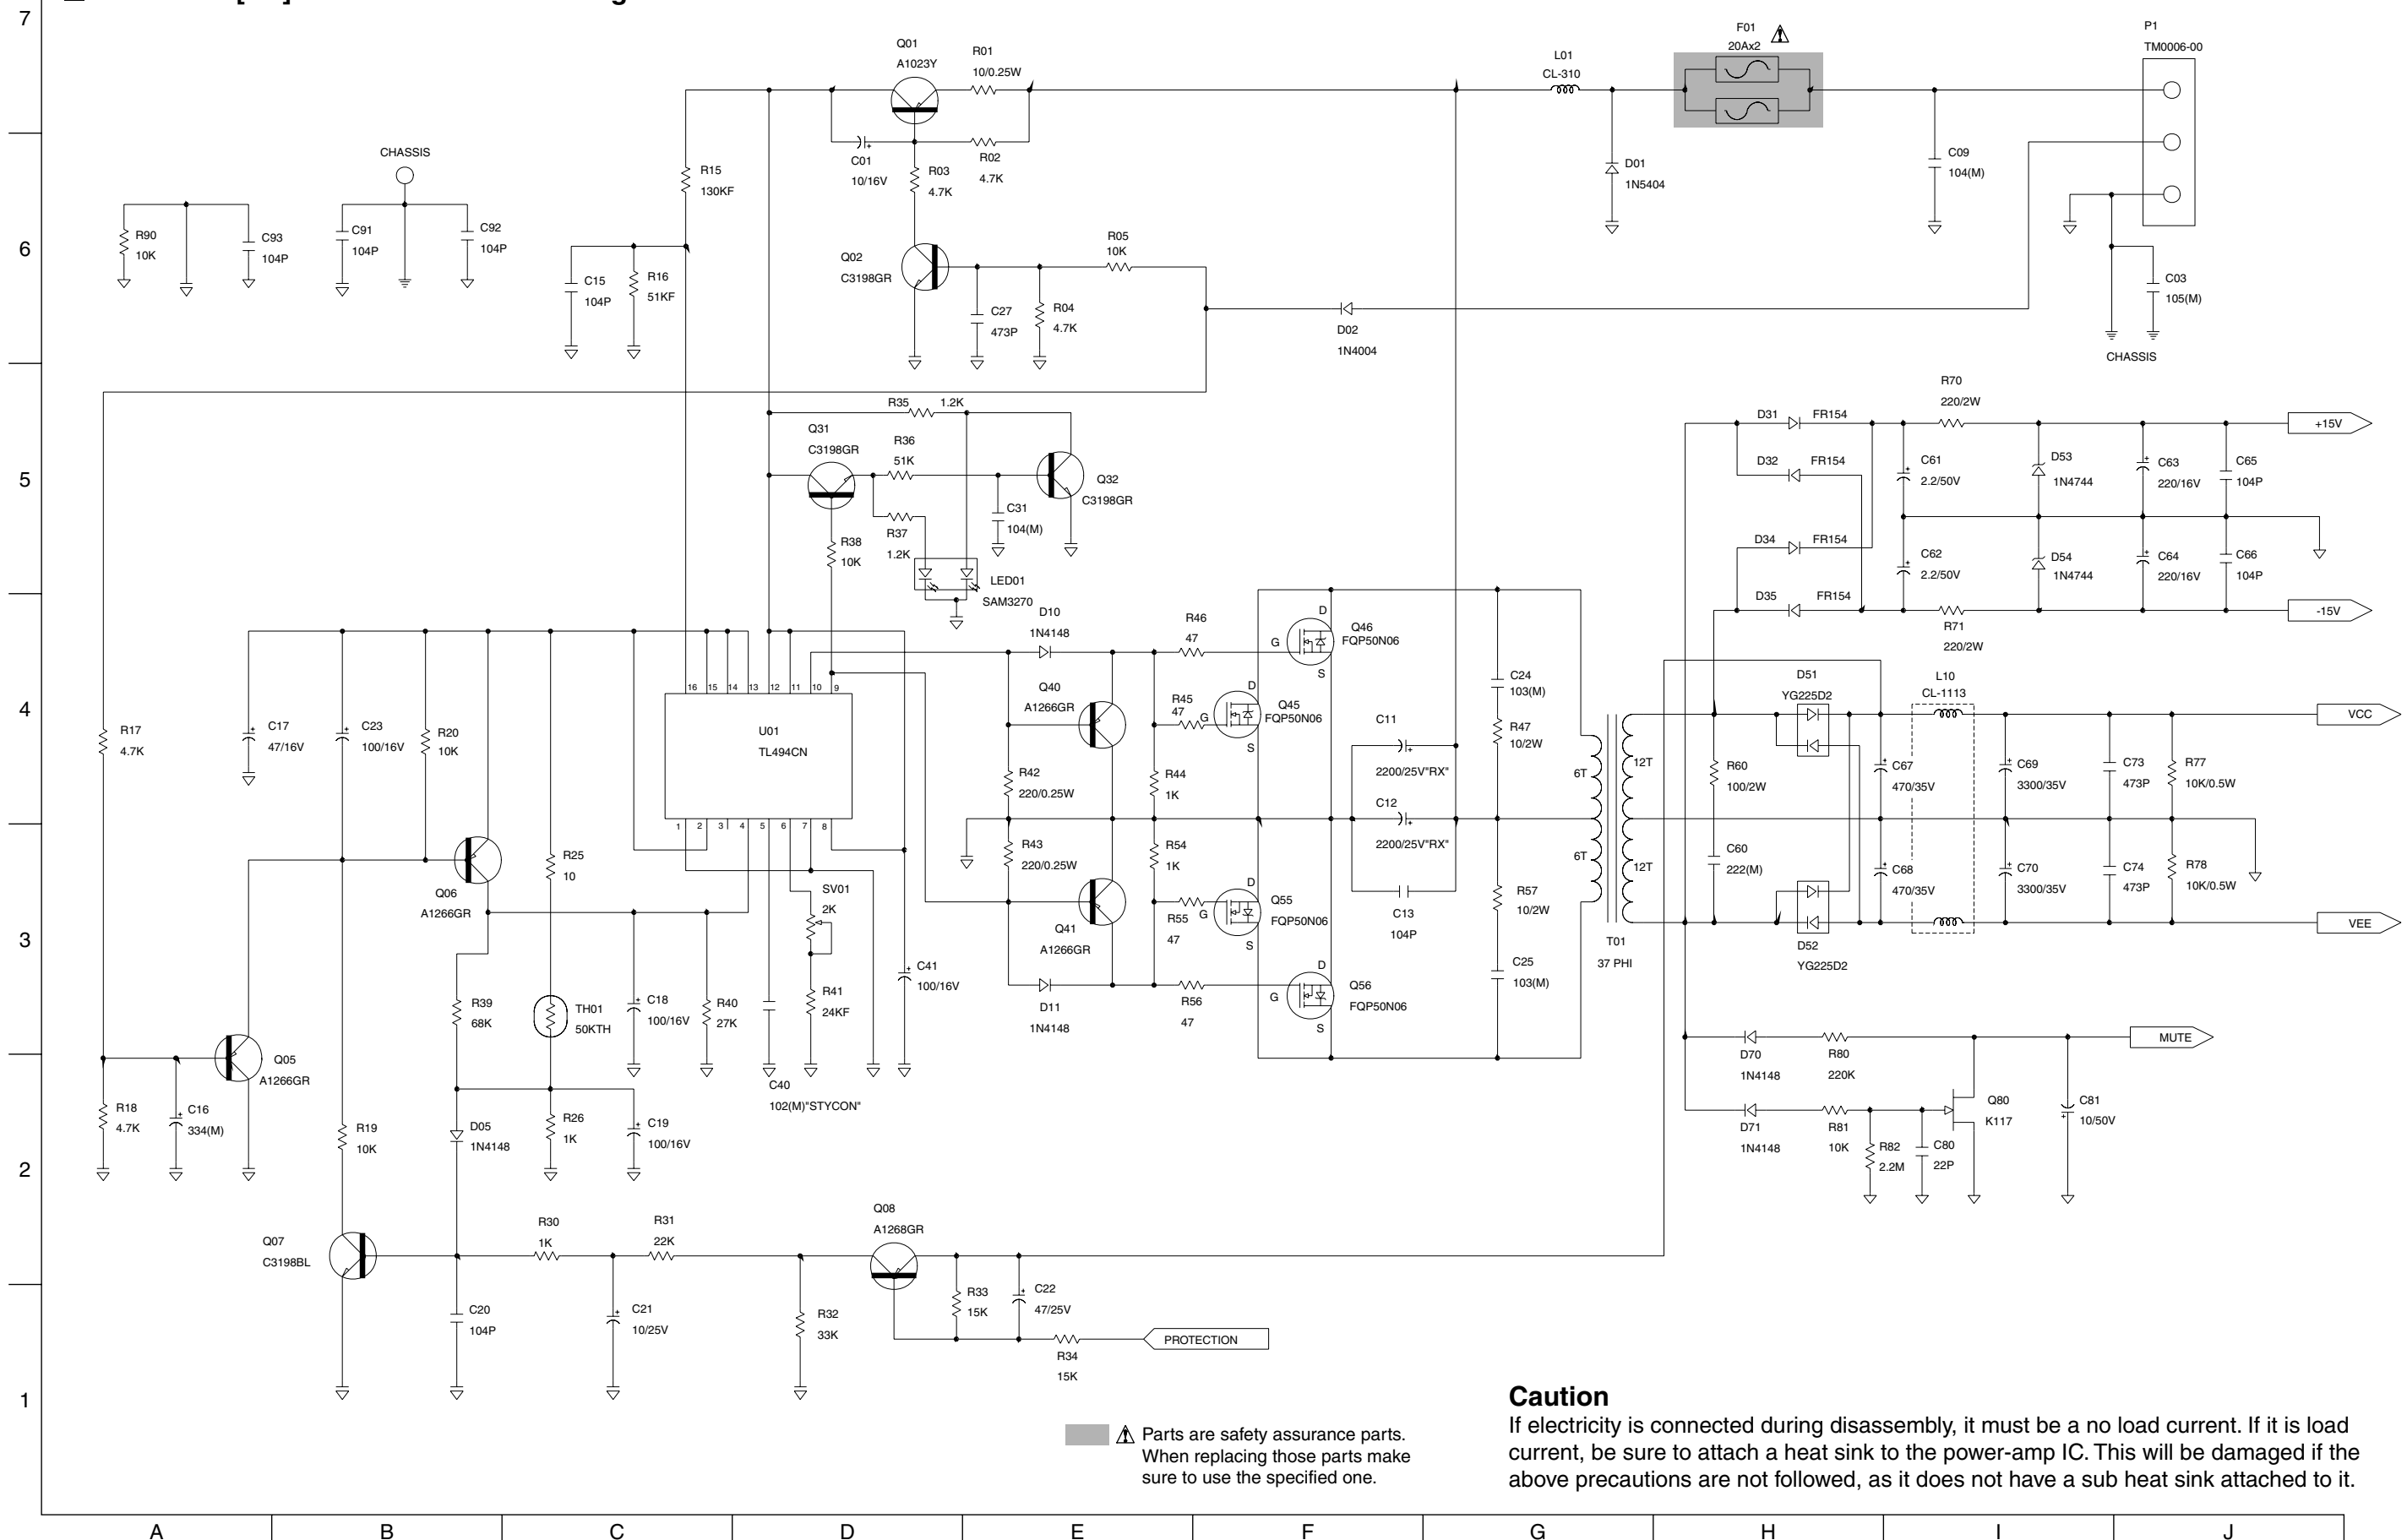 7
P1
TM0006-00
F01
20Ax2
Q01
A1023Y
R01
10/0.25W
L01
CL-310
CHASSIS
R15
130KF
C01
10/16V
R03
4.7K
R02
4.7K
D01
1N5404
C09
104(M)
6
R90
10K
C93
104P
C91
104P
C92
104P
C15
104P
R16
51KF
Q02
C3198GR
R05
10K
C27
473P
R04
4.7K
D02
1N4004
C03
105(M)
CHASSIS
R70
220/2W
R35 1.2K
D31 FR154
+15V
Q31
C3198GR
R36
51K
Q32
C3198GR
D32 FR154
C61
2.2/50V
D53
1N4744
C63
220/16V
C65
104P
5
R37
1.2K
R38
10K
C31
104(M)
D34 FR154
C62
2.2/50V
D54
1N4744
C64
220/16V
C66
104P
LED01
SAM3270
D35 FR154
-15V
R71
220/2W
D10
1N4148
R46
47
D
G
S
Q46
FQP50N06
16 15 14 13 12 11 10 9
4
R17
4.7K
C17
47/16V
C23
100/16V
R20
10K
U01
TL494CN
Q40
A1266GR
R45
47
D
G
S
Q45
FQP50N06
C24
103(M)
R47
10/2W
C11
2200/25V"RX"
D51
YG225D2
L10
CL-1113
VCC
R42
220/0.25W
R44
1K
6T
12T
R60
100/2W
C67
470/35V
C69
3300/35V
C73
473P
R77
10K/0.5W
C12
2200/25V"RX"
1 2 3 4 5 6 7 8
R43
220/0.25W
R54
1K
6T
12T
C60
222(M)
C68
470/35V
C70
3300/35V
C74
473P
R78
10K/0.5W
Q06
A1266GR
R25
10
SV01
2K
Q41
A1266GR
R55
47
D
G
S
Q55
FQP50N06
C13
104P
R57
10/2W
VEE
3
T01
37 PHI
D52
YG225D2
R39
68K
TH01
50KTH
C18
100/16V
R40
27K
R41
24KF
C41
100/16V
D11
1N4148
R56
47
D
G
S
Q56
FQP50N06
C25
103(M)
Q05
A1266GR
C40
102(M)"STYCON"
D70
1N4148
R80
220K
MUTE
2
R18
4.7K
C16
334(M)
R19
10K
D05
1N4148
R26
1K
C19
100/16V
D71
1N4148
R81
10K
R82
2.2M
C80
22P
Q80
K117
C81
10/50V
Q07
C3198BL
R30
1K
R31
22K
Q08
A1268GR
C20
104P
C21
10/25V
R32
33K
R33
15K
C22
47/25V
R34
15K
PROTECTION
1
Parts are safety assurance parts.
When replacing those parts make
sure to use the specified one.
Caution
If electricity is connected during disassembly, it must be a no load current. If it is load
current, be sure to attach a heat sink to the power-amp IC. This will be damaged if the
above precautions are not followed, as it does not have a sub heat sink attached to it.
A B C D E F G H I J